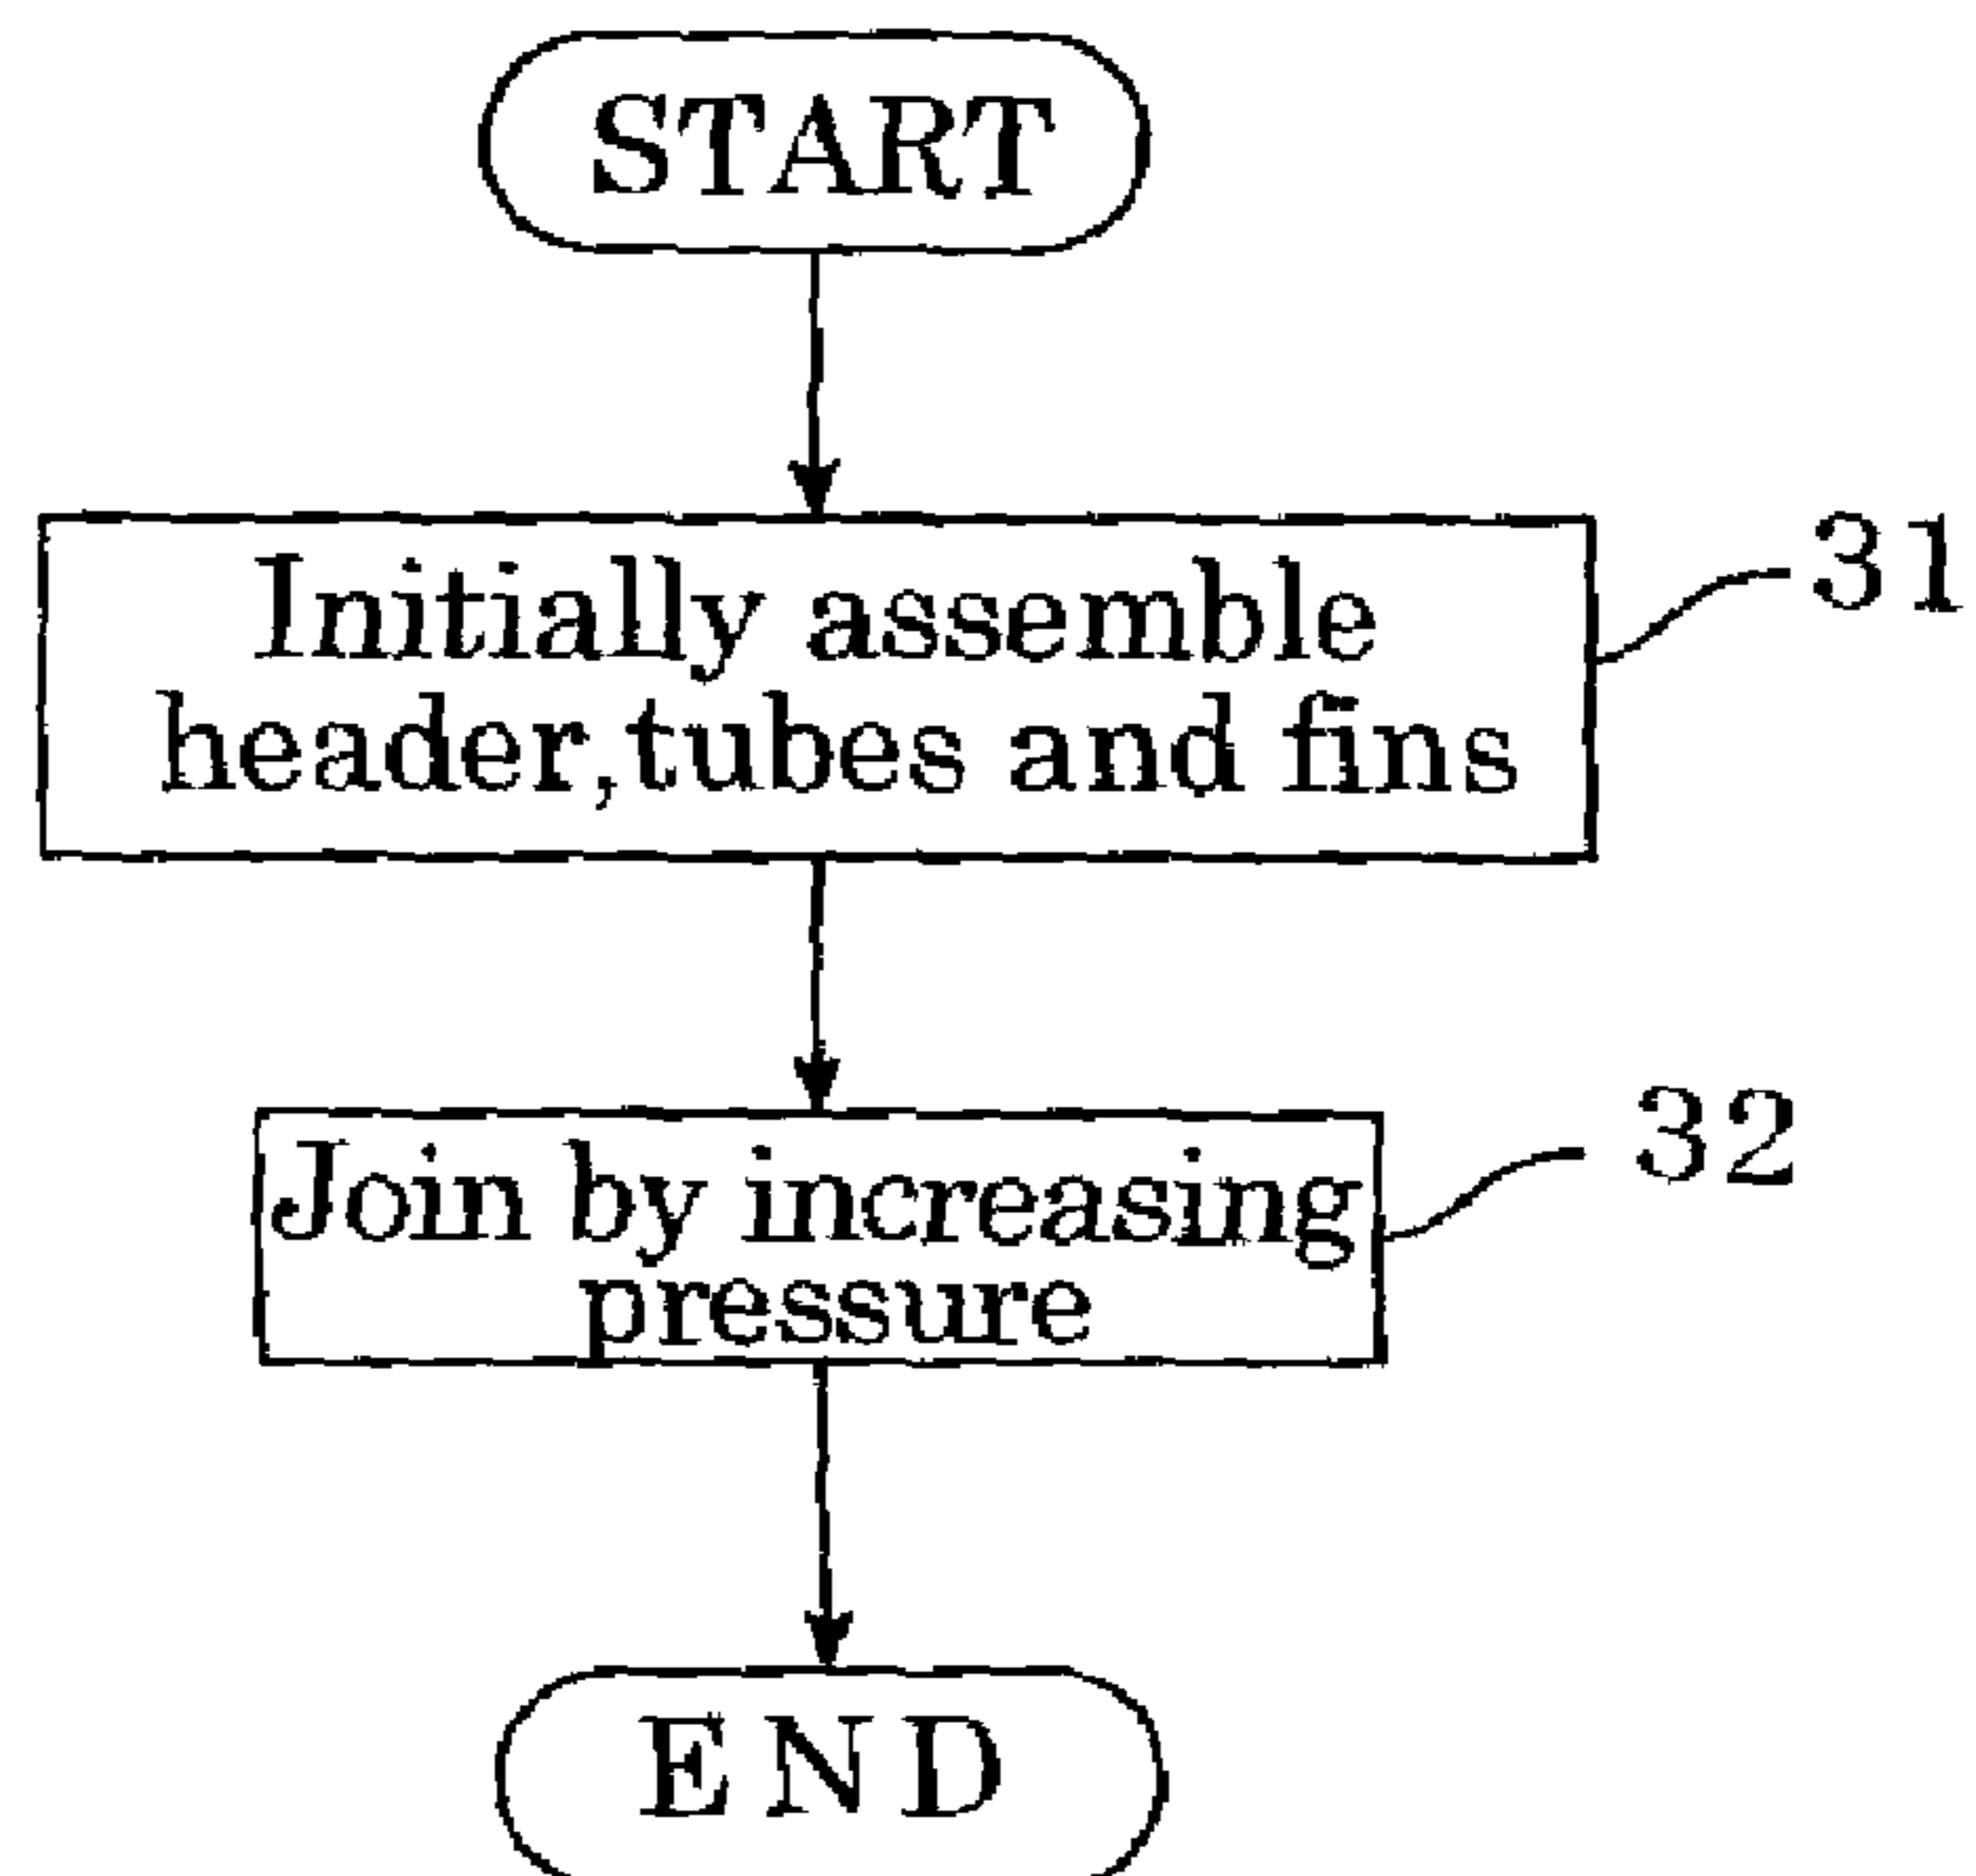 START
Initially assemble
header,tubes and fins
31
Join by increasing
pressure
32
END